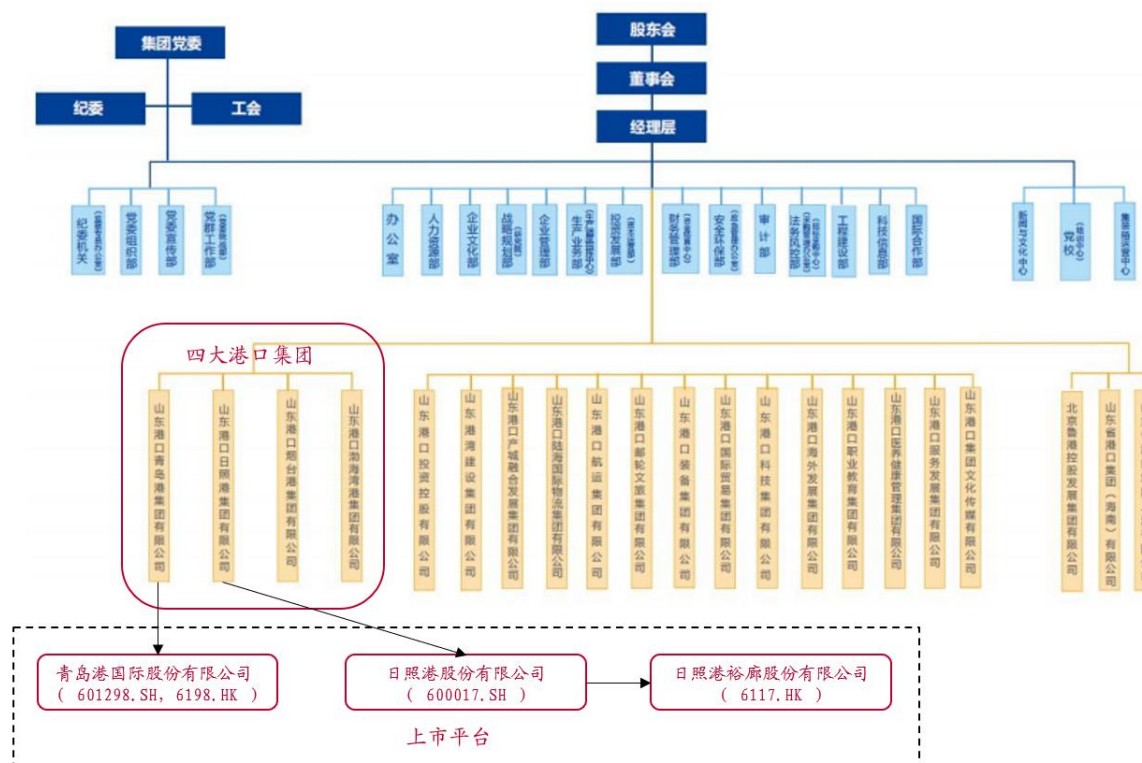 集团党委
股东会
董事会
纪委
工会
经理层
纪委机关
党委组织部
党委宣传部
党群工作部
办公室
人力资源部
企业文化部
战略规划部
(研究院)
企业管理部
生产业务部
投资发展部
财务管理部
安全环保部
审计部
法务风控部
工程建设部
科技信息部
国际合作部
新闻与文化中心
党校
(培训中心)
集装箱运营中心
四大港口集团
山东港口青岛港集团有限公司
山东港口日照港集团有限公司
山东港口烟台港集团有限公司
山东港口渤海湾港集团有限公司
山东港口投资控股有限公司
山东港湾建设集团有限公司
山东港口产城融合发展集团有限公司
山东港口陆海国际物流集团有限公司
山东港口航运集团有限公司
山东港口邮轮文旅集团有限公司
山东港口装备集团有限公司
山东港口国际贸易集团有限公司
山东港口科技集团有限公司
山东港口海外发展集团有限公司
山东港口职业教育集团有限公司
山东港口医养健康管理集团有限公司
山东港口服务发展集团有限公司
山东港口集团文化传媒有限公司
北京鲁港控股发展集团有限公司
山东省港口集团（海南）有限公司
青岛港国际股份有限公司
( 601298.SH, 6198.HK )
日照港股份有限公司
( 600017.SH )
日照港裕廊股份有限公司
( 6117.HK )
上市平台